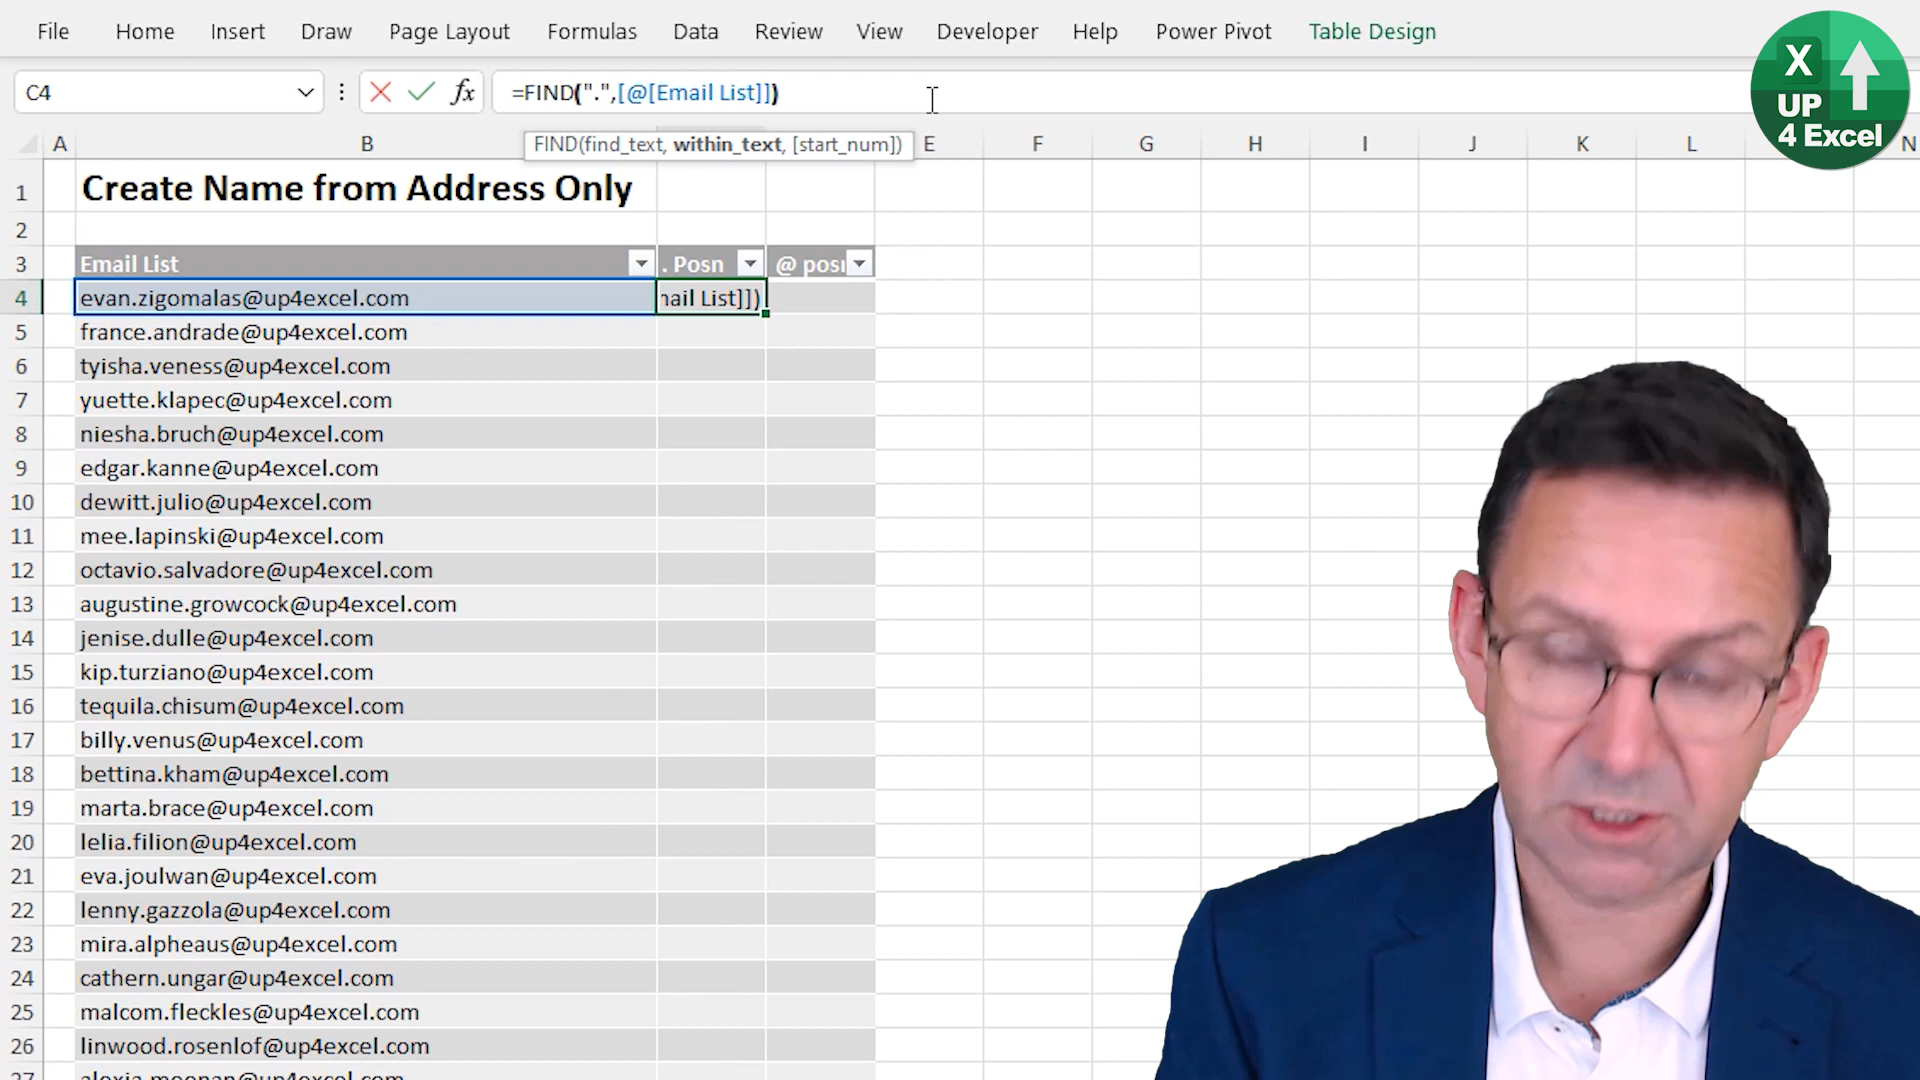 File Home Insert Draw Page Layout Formulas Data Review View Developer Help Power Pivot Table Design
X
UP
4 Excel
C4 fx =FIND(".",[@[Email List]])
FIND(find_text, within_text, [start_num])
A B E F G H I J K L N
1 Create Name from Address Only
2
3 Email List . Posn @ posn
4 evan.zigomalas@up4excel.com nail List]])
5 france.andrade@up4excel.com
6 tyisha.veness@up4excel.com
7 yuette.klapec@up4excel.com
8 niesha.bruch@up4excel.com
9 edgar.kanne@up4excel.com
10 dewitt.julio@up4excel.com
11 mee.lapinski@up4excel.com
12 octavio.salvadore@up4excel.com
13 augustine.growcock@up4excel.com
14 jenise.dulle@up4excel.com
15 kip.turziano@up4excel.com
16 tequila.chisum@up4excel.com
17 billy.venus@up4excel.com
18 bettina.kham@up4excel.com
19 marta.brace@up4excel.com
20 lelia.filion@up4excel.com
21 eva.joulwan@up4excel.com
22 lenny.gazzola@up4excel.com
23 mira.alpheaus@up4excel.com
24 cathern.ungar@up4excel.com
25 malcom.fleckles@up4excel.com
26 linwood.rosenlof@up4excel.com